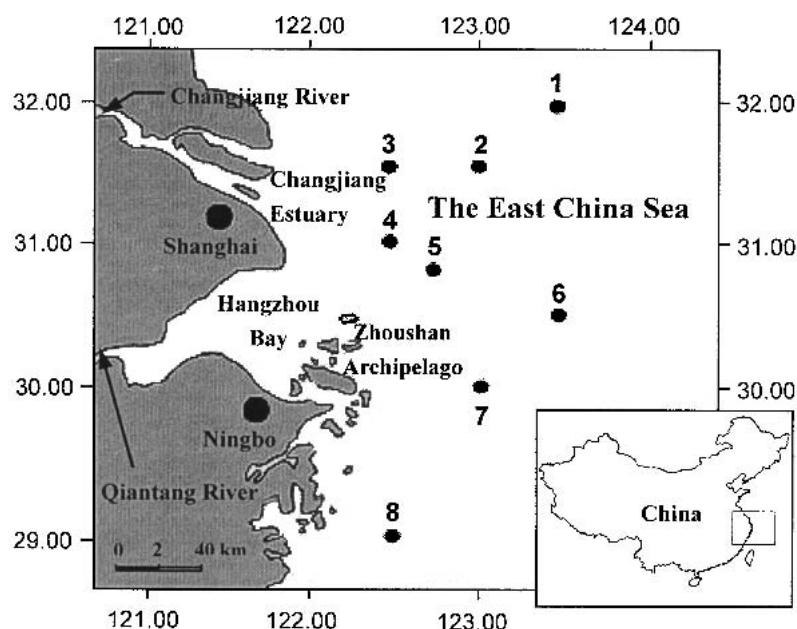 121.00 122.00 123.00 124.00
1
32.00 Changjiang River 32.00
3 2
Changjiang
Estuary The East China Sea
Shanghai
4
31.00 31.00
5
6
Hangzhou
Bay Zhoushan
Archipelago
30.00 30.00
7
Ningbo
Qiantang River
China
8
29.00
0 2 40 km
121.00 122.00 123.00